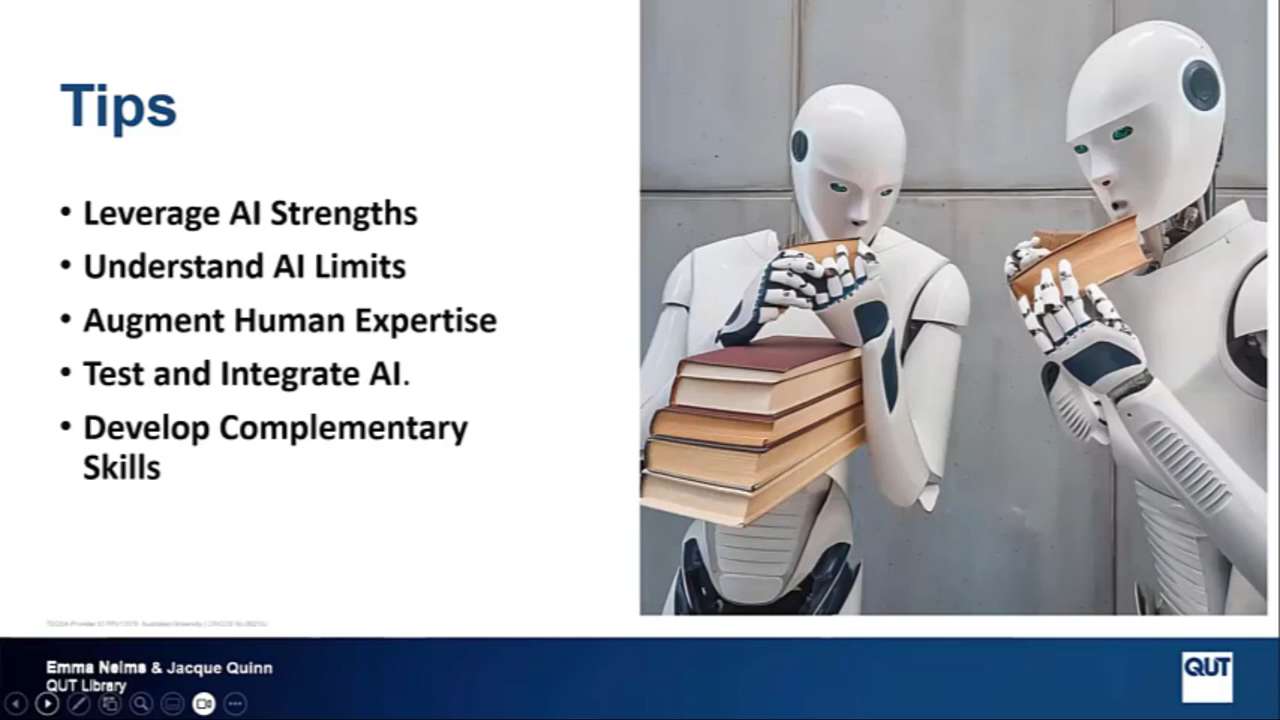 Tips
• Leverage AI Strengths
• Understand AI Limits
• Augment Human Expertise
• Test and Integrate AI.
• Develop Complementary
Skills
Emma Nelms & Jacque Quinn
QUT Library
QUT